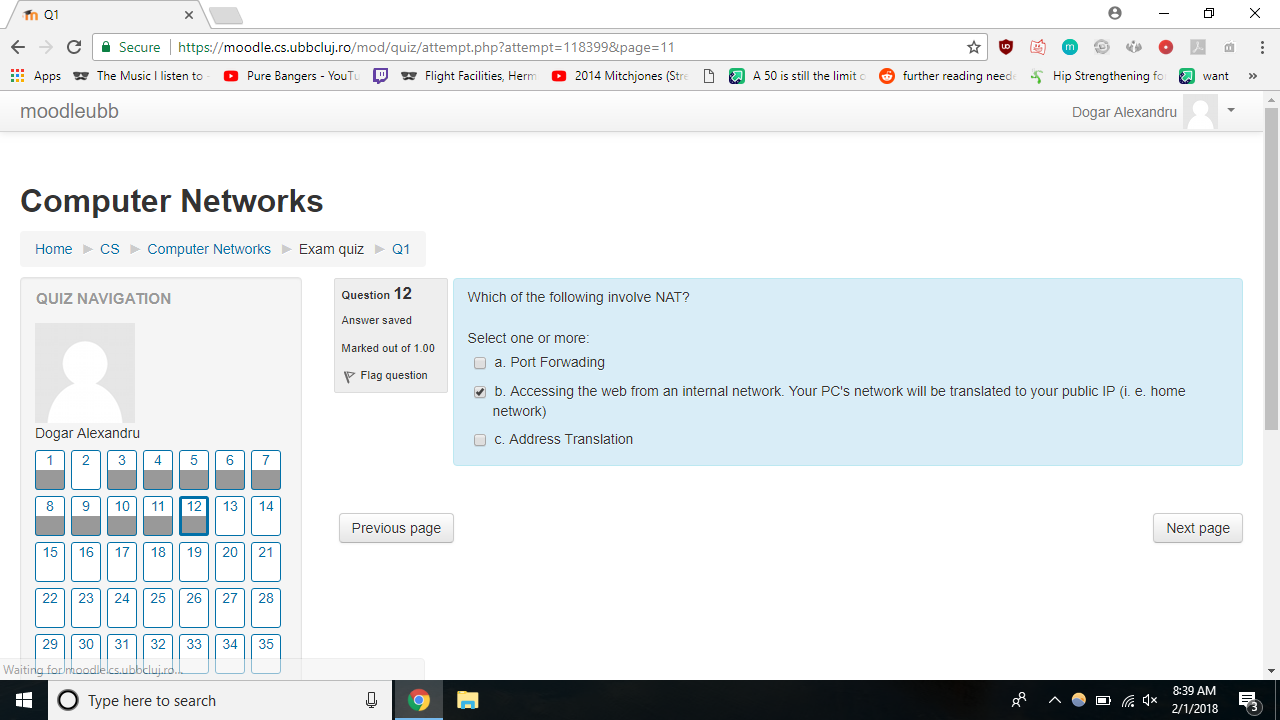 Q1
Secure
https://moodle.cs.ubbcluj.ro/mod/quiz/attempt.php?attempt=118399&page=11
Apps The Music I listen to - Pure Bangers - YouTu Flight Facilities, Herm 2014 Mitchjones (Stre A 50 is still the limit o further reading neede Hip Strengthening fo want »
moodleubb
Dogar Alexandru
Computer Networks
Home CS Computer Networks Exam quiz Q1
QUIZ NAVIGATION
Dogar Alexandru
1 2 3 4 5 6 7
8 9 10 11 12 13 14
15 16 17 18 19 20 21
22 23 24 25 26 27 28
29 30 31 32 33 34 35
Question 12
Answer saved
Marked out of 1.00
Flag question
Which of the following involve NAT?
Select one or more:
a. Port Forwading
b. Accessing the web from an internal network. Your PC's network will be translated to your public IP (i. e. home
network)
c. Address Translation
Previous page
Next page
Waiting for moodle.cs.ubbcluj.ro...
Type here to search
8:39 AM
2/1/2018
3